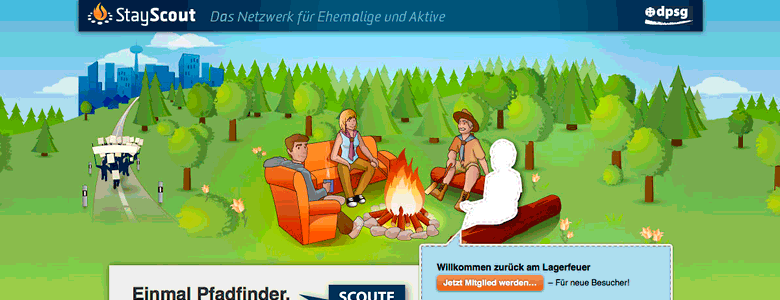 StayScout Das Netzwerk für Ehemalige und Aktive
dpsg
Willkommen zurück am Lagerfeuer
Jetzt Mitglied werden... – Für neue Besucher!
Einmal Pfadfinder,
SCOUTE